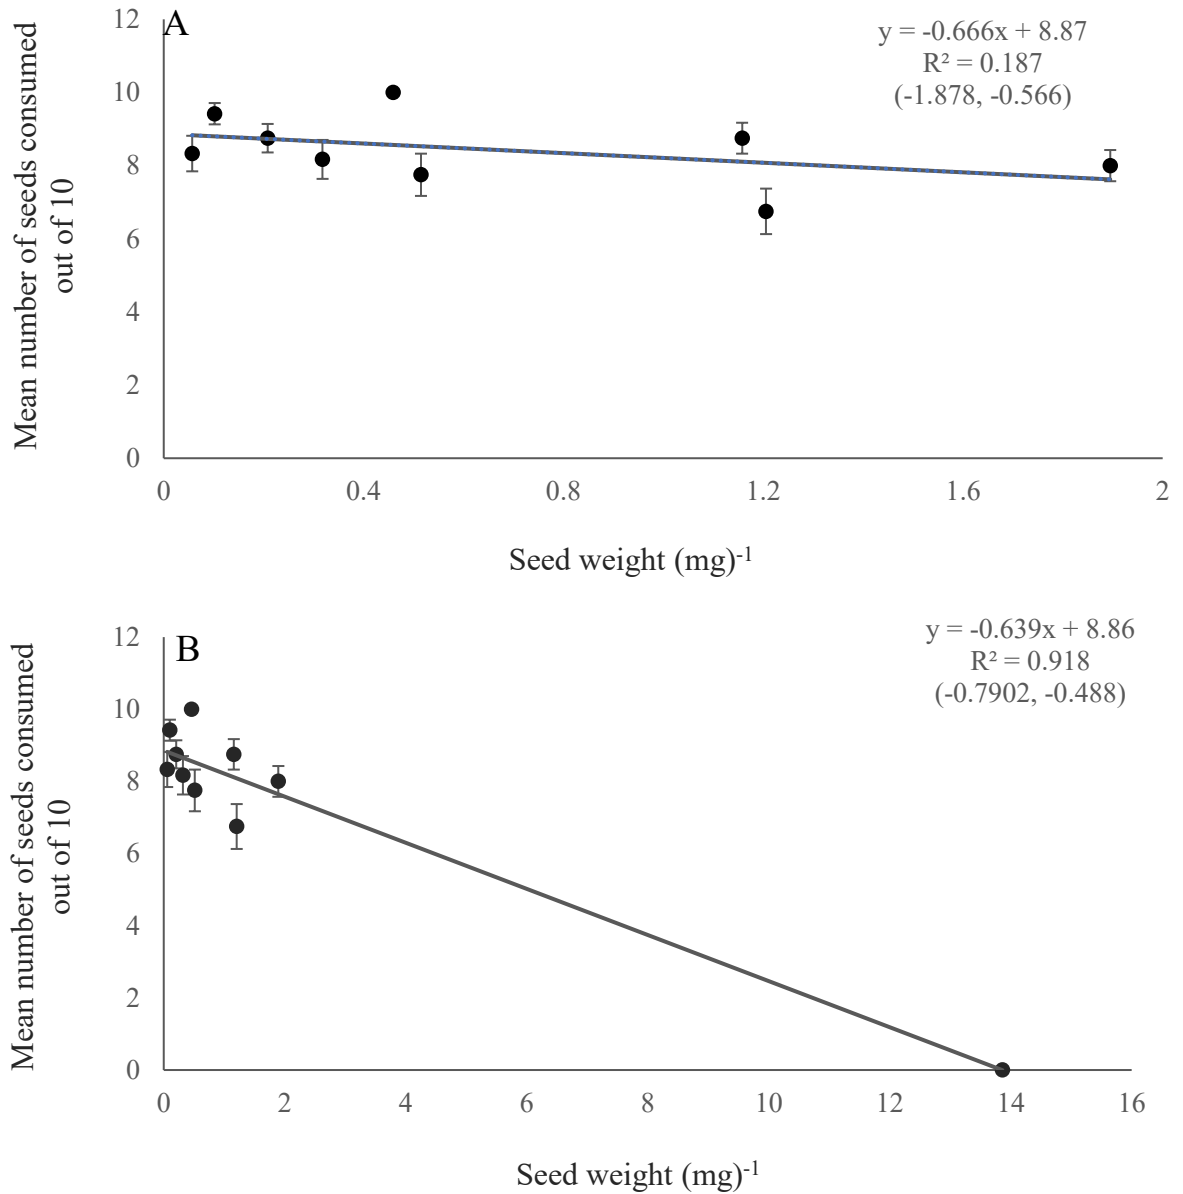 A
y = -0.666x + 8.87
R² = 0.187
(-1.878, -0.566)
12
10
8
6
4
2
0
Mean number of seeds consumed
out of 10
0 0.4 0.8 1.2 1.6 2
Seed weight (mg)⁻¹
B
y = -0.639x + 8.86
R² = 0.918
(-0.7902, -0.488)
12
10
8
6
4
2
0
Mean number of seeds consumed
out of 10
0 2 4 6 8 10 12 14 16
Seed weight (mg)⁻¹